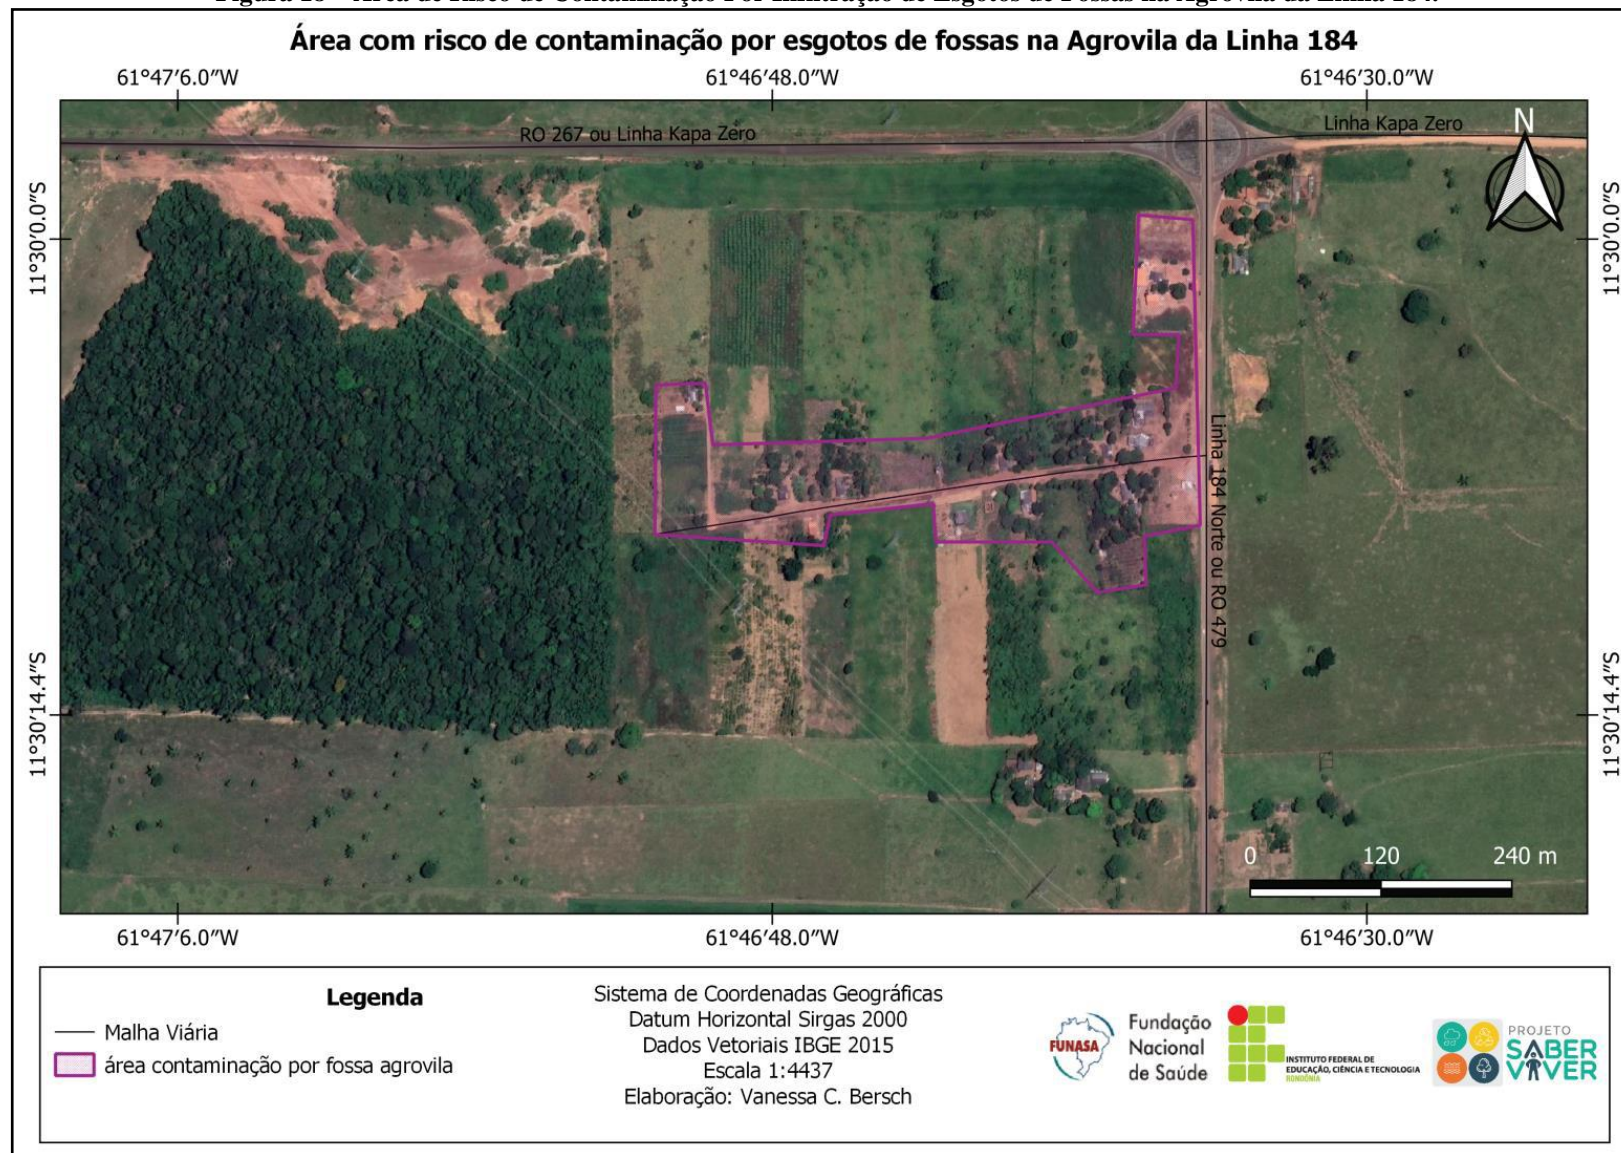 Área com risco de contaminação por esgotos de fossas na Agrovila da Linha 184
61°47'6.0"W
61°46'48.0"W
61°46'30.0"W
RO 267 ou Linha Kapa Zero
Linha Kapa Zero
N
11°30'0.0"S
11°30'0.0"S
Linha 184 Norte ou RO 479
11°30'14.4"S
11°30'14.4"S
0 120 240 m
61°47'6.0"W
61°46'48.0"W
61°46'30.0"W
Legenda
Malha Viária
área contaminação por fossa agrovila
Sistema de Coordenadas Geográficas
Datum Horizontal Sirgas 2000
Dados Vetoriais IBGE 2015
Escala 1:4437
Elaboração: Vanessa C. Bersch
FUNASA
Fundação
Nacional
de Saúde
INSTITUTO FEDERAL DE
EDUCAÇÃO, CIÊNCIA E TECNOLOGIA
RONDÔNIA
PROJETO
SABER
VIVER